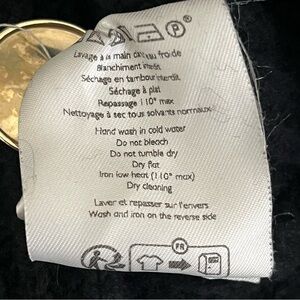 P
Lavage à la main dans eau froide
Blanchiment interdit
Séchage en tambour interdit
Séchage à plat
Repassage 110° max
Nettoyage à sec tous solvants normaux
Hand wash in cold water
Do not bleach
Do not tumble dry
Dry flat
Iron low heat (110° max)
Dry cleaning
Laver et repasser sur l'envers
Wash and iron on the reverse side
FR